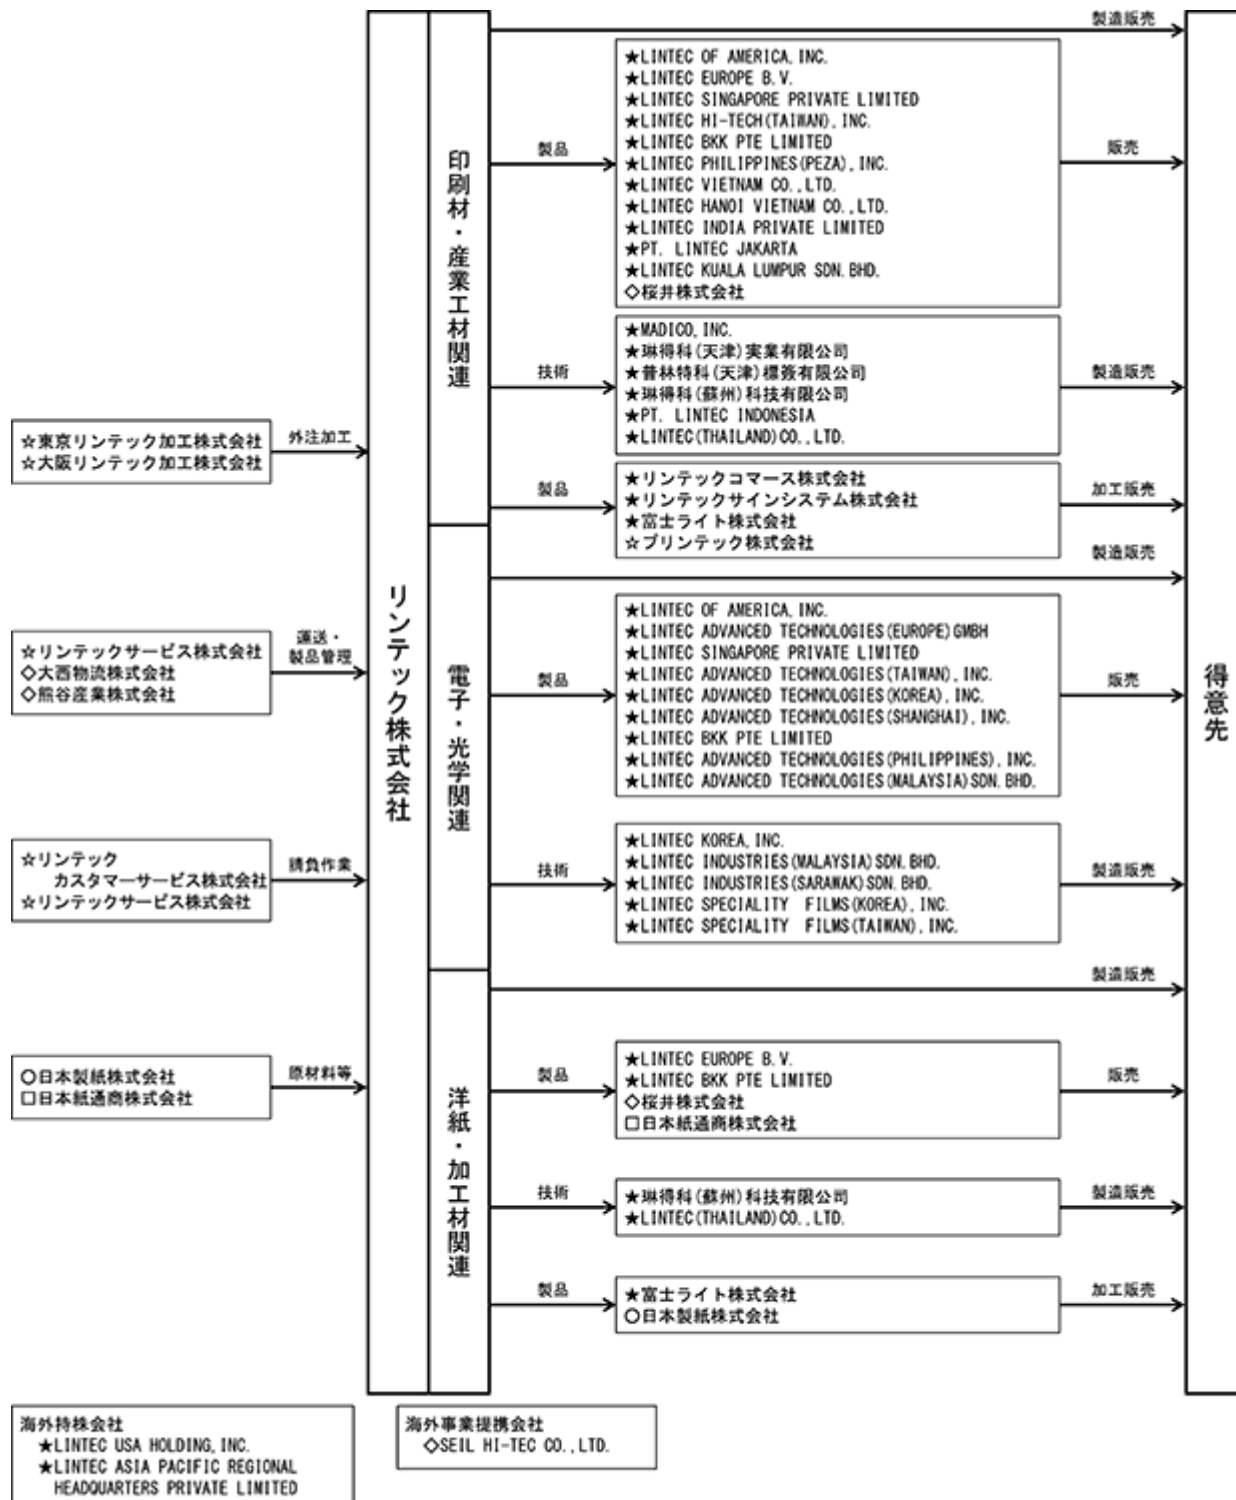 ☆東京リンテック加工株式会社
☆大阪リンテック加工株式会社
外注加工
☆リンテックサービス株式会社
◇大西物流株式会社
◇熊谷産業株式会社
運送・
製品管理
☆リンテック
カスタマーサービス株式会社
☆リンテックサービス株式会社
請負作業
○日本製紙株式会社
□日本紙通商株式会社
原材料等
リンテック株式会社
印刷材・産業工材関連
製造販売
製品
★LINTEC OF AMERICA, INC.
★LINTEC EUROPE B.V.
★LINTEC SINGAPORE PRIVATE LIMITED
★LINTEC HI-TECH(TAIWAN), INC.
★LINTEC BKK PTE LIMITED
★LINTEC PHILIPPINES(PEZA), INC.
★LINTEC VIETNAM CO., LTD.
★LINTEC HANOI VIETNAM CO., LTD.
★LINTEC INDIA PRIVATE LIMITED
★PT. LINTEC JAKARTA
★LINTEC KUALA LUMPUR SDN. BHD.
◇桜井株式会社
販売
技術
★MADICO, INC.
★琳得科(天津)実業有限公司
★普林特科(天津)標簽有限公司
★琳得科(蘇州)科技有限公司
★PT. LINTEC INDONESIA
★LINTEC(THAILAND)CO., LTD.
製造販売
製品
★リンテックコマース株式会社
★リンテックサインシステム株式会社
★富士ライト株式会社
☆プリンテック株式会社
加工販売
電子・光学関連
製造販売
製品
★LINTEC OF AMERICA, INC.
★LINTEC ADVANCED TECHNOLOGIES(EUROPE)GMBH
★LINTEC SINGAPORE PRIVATE LIMITED
★LINTEC ADVANCED TECHNOLOGIES(TAIWAN), INC.
★LINTEC ADVANCED TECHNOLOGIES(KOREA), INC.
★LINTEC ADVANCED TECHNOLOGIES(SHANGHAI), INC.
★LINTEC BKK PTE LIMITED
★LINTEC ADVANCED TECHNOLOGIES(PHILIPPINES), INC.
★LINTEC ADVANCED TECHNOLOGIES(MALAYSIA)SDN. BHD.
販売
技術
★LINTEC KOREA, INC.
★LINTEC INDUSTRIES(MALAYSIA)SDN. BHD.
★LINTEC INDUSTRIES(SARAWAK)SDN. BHD.
★LINTEC SPECIALITY FILMS(KOREA), INC.
★LINTEC SPECIALITY FILMS(TAIWAN), INC.
製造販売
洋紙・加工材関連
製造販売
製品
★LINTEC EUROPE B.V.
★LINTEC BKK PTE LIMITED
◇桜井株式会社
□日本紙通商株式会社
販売
技術
★琳得科(蘇州)科技有限公司
★LINTEC(THAILAND)CO., LTD.
製造販売
製品
★富士ライト株式会社
○日本製紙株式会社
加工販売
得意先
海外持株会社
★LINTEC USA HOLDING, INC.
★LINTEC ASIA PACIFIC REGIONAL
HEADQUARTERS PRIVATE LIMITED
海外事業提携会社
◇SEIL HI-TEC CO., LTD.